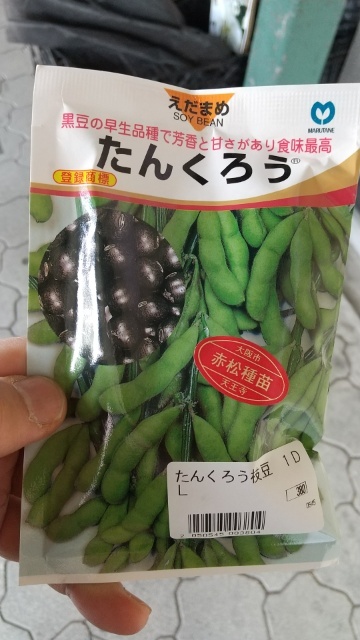 えだまめ
SOY BEAN
MARUTANE
黒豆の早生品種で芳香と甘さがあり食味最高
たんくろう®
登録商標
大阪市
赤松種苗
天王寺
たんくろう枝豆 1D
L
380